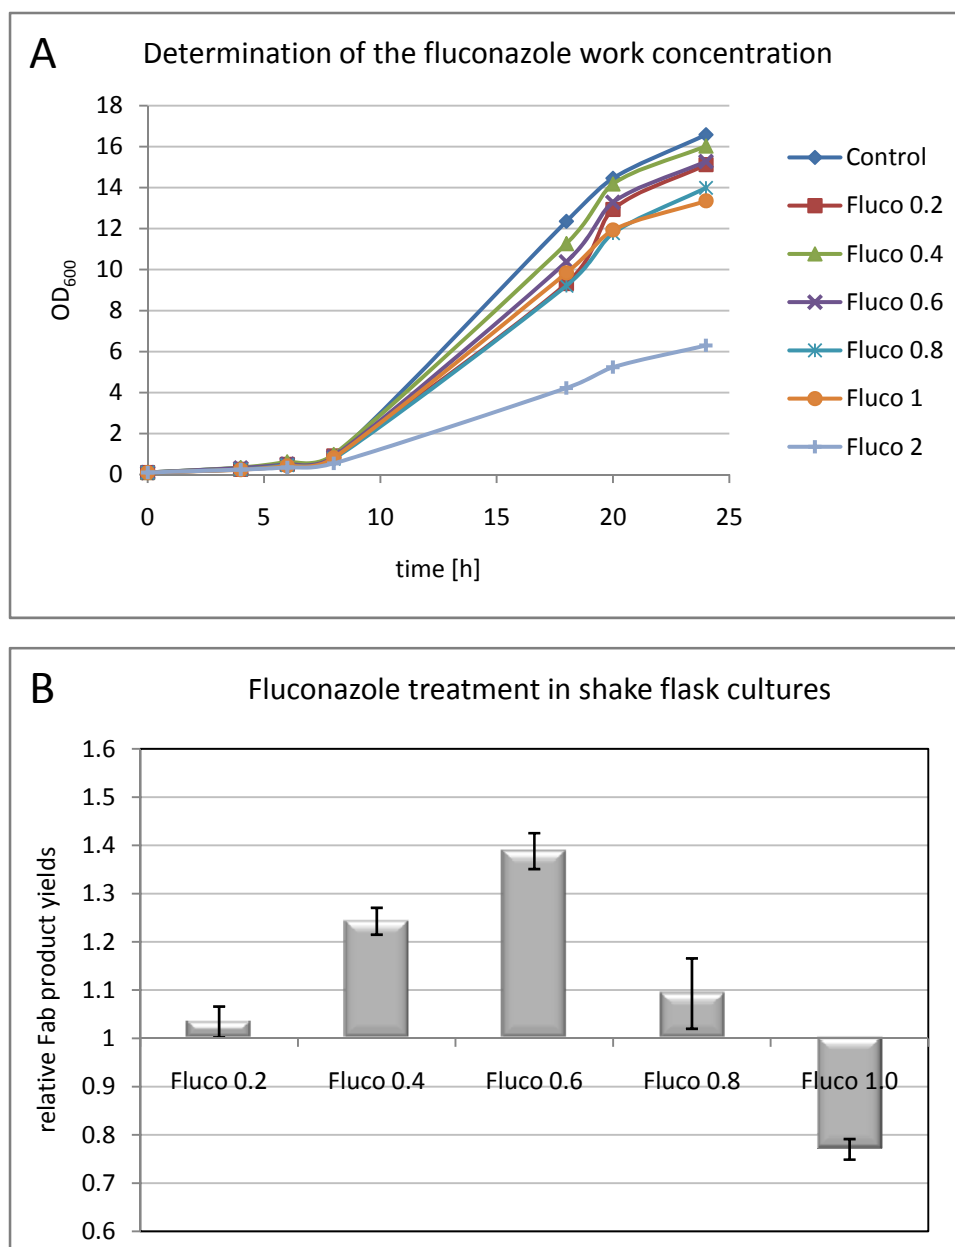 A
Determination of the fluconazole work concentration
18
16
14
12
10
8
6
4
2
0
OD600
0 5 10 15 20 25
time [h]
Control
Fluco 0.2
Fluco 0.4
Fluco 0.6
Fluco 0.8
Fluco 1
Fluco 2
B
Fluconazole treatment in shake flask cultures
1.6
1.5
1.4
1.3
1.2
1.1
1
0.9
0.8
0.7
0.6
relative Fab product yields
Fluco 0.2 Fluco 0.4 Fluco 0.6 Fluco 0.8 Fluco 1.0